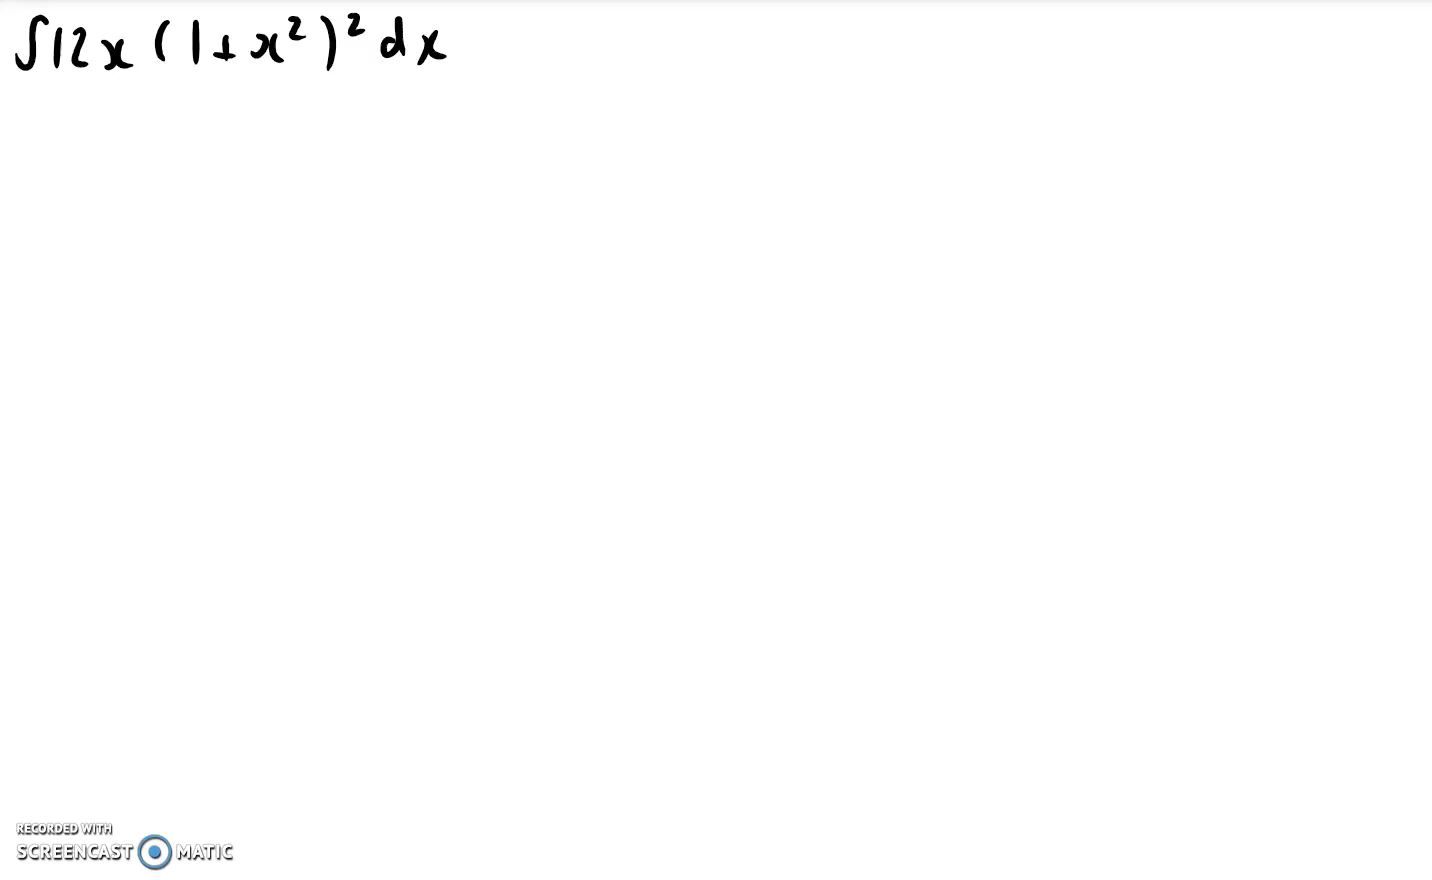 ∫12x(1+x²)²dx
RECORDED WITH
SCREENCAST MATIC